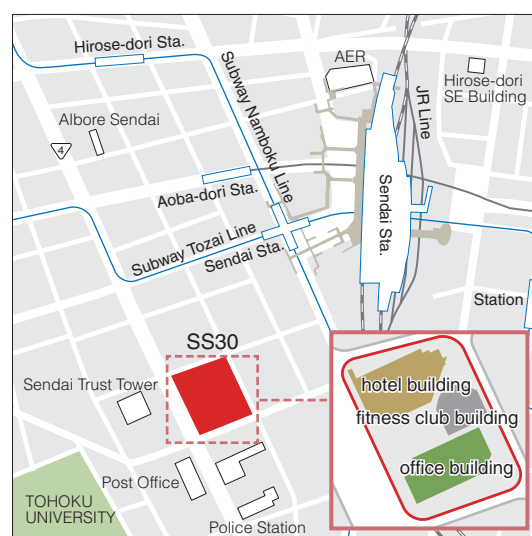 Hirose-dori Sta.
AER
Hirose-dori
SE Building
Subway Namboku Line
JR Line
Albore Sendai
4
Aoba-dori Sta.
Sendai Sta.
Subway Tozai Line
Sendai Sta.
Station
SS30
Sendai Trust Tower
hotel building
fitness club building
office building
Post Office
TOHOKU
UNIVERSITY
Police Station